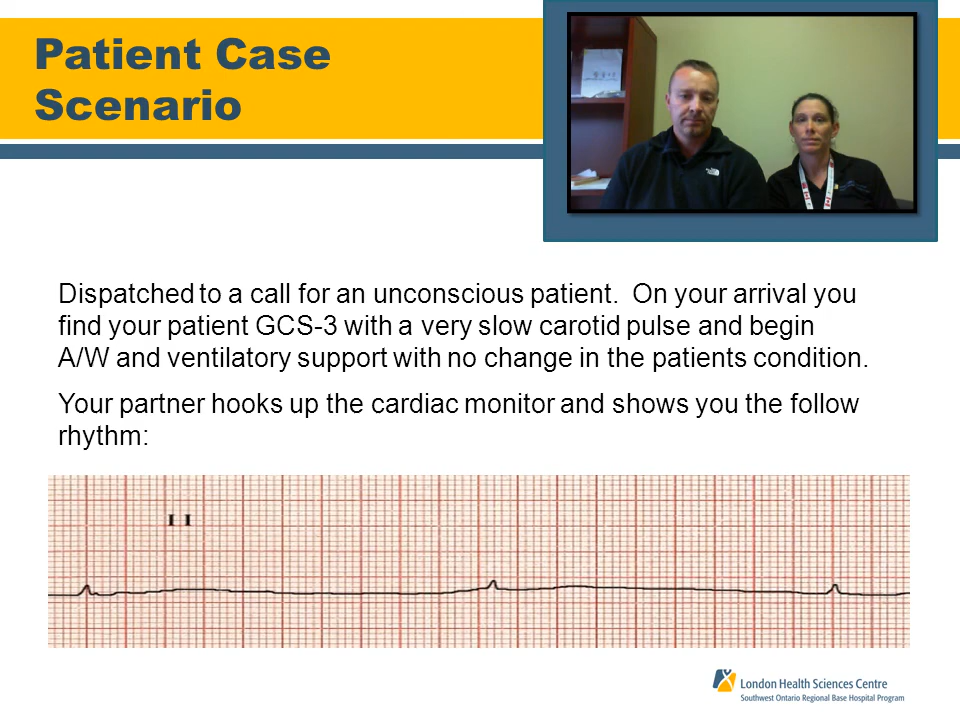 Patient Case
Scenario
Dispatched to a call for an unconscious patient.  On your arrival you
find your patient GCS-3 with a very slow carotid pulse and begin
A/W and ventilatory support with no change in the patients condition.
Your partner hooks up the cardiac monitor and shows you the follow
rhythm:
II
London Health Sciences Centre
Southwest Ontario Regional Base Hospital Program